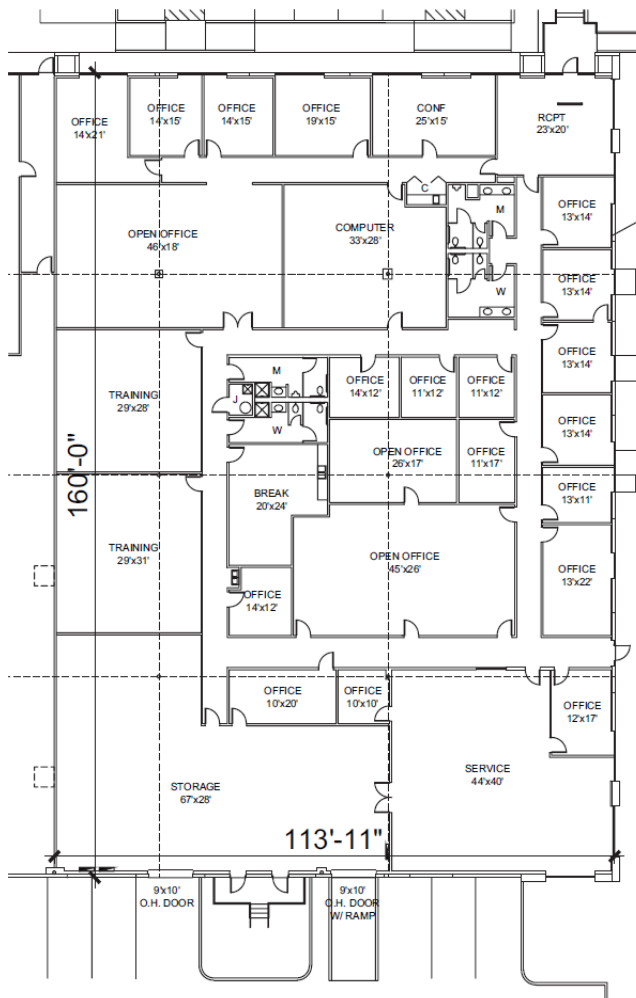 OFFICE
14'x21'
OFFICE
14'x15'
OFFICE
14'x15'
OFFICE
19'x15'
CONF
25'x15'
RCPT
23'x20'
OPEN OFFICE
46'x18'
COMPUTER
33'x28'
C
M
W
OFFICE
13'x14'
OFFICE
13'x14'
OFFICE
13'x14'
OFFICE
13'x14'
OFFICE
13'x11'
OFFICE
13'x22'
TRAINING
29'x28'
M
J
W
OFFICE
14'x12'
OFFICE
11'x12'
OFFICE
11'x12'
OPEN OFFICE
26'x17'
OFFICE
11'x17'
160'-0"
BREAK
20'x24'
TRAINING
29'x31'
OPEN OFFICE
45'x26'
OFFICE
14'x12'
OFFICE
10'x20'
OFFICE
10'x10'
OFFICE
12'x17'
STORAGE
67'x28'
SERVICE
44'x40'
113'-11"
9'x10'
O.H. DOOR
9'x10'
O.H. DOOR
W/ RAMP